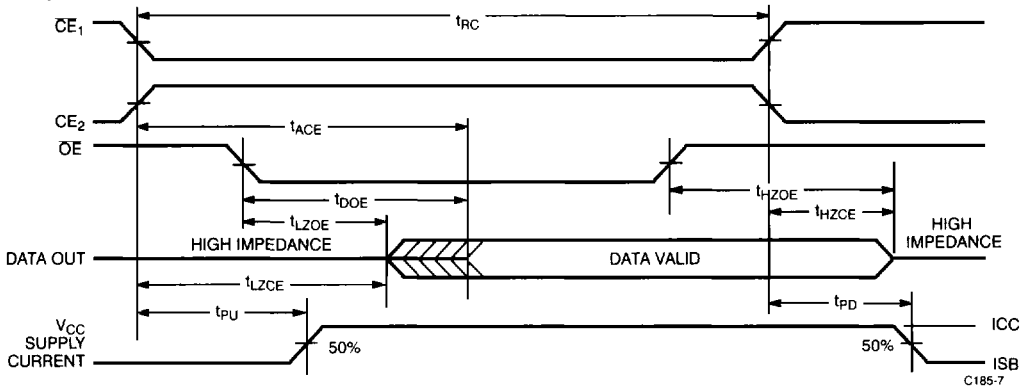 tRC
CE1
CE2
tACE
OE
tDOE
tHZOE
tLZOE
tHZCE
HIGH IMPEDANCE
HIGH
IMPEDANCE
DATA OUT
DATA VALID
tLZCE
tPU
tPD
VCC
SUPPLY
CURRENT
50%
50%
ICC
ISB
C185-7